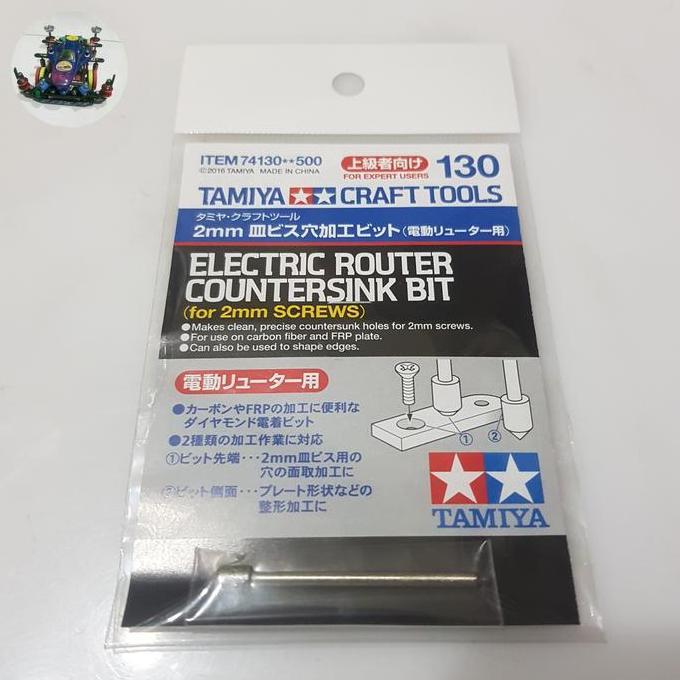 ITEM 74130**500
©2016 TAMIYA MADE IN CHINA
上級者向け
FOR EXPERT USERS
130
TAMIYA CRAFT TOOLS
タミヤ・クラフトツール
2mm 皿ビス穴加工ビット(電動リューター用)
ELECTRIC ROUTER
COUNTERSINK BIT
(for 2mm SCREWS)
●Makes clean, precise countersunk holes for 2mm screws.
●For use on carbon fiber and FRP plate.
●Can also be used to shape edges.
電動リューター用
●カーボンやFRPの加工に便利な
ダイヤモンド電着ビット
●2種類の加工作業に対応
①ビット先端・・・2mm皿ビス用の
穴の面取加工に
②ビット側面・・・プレート形状などの
整形加工に
①
②
TAMIYA